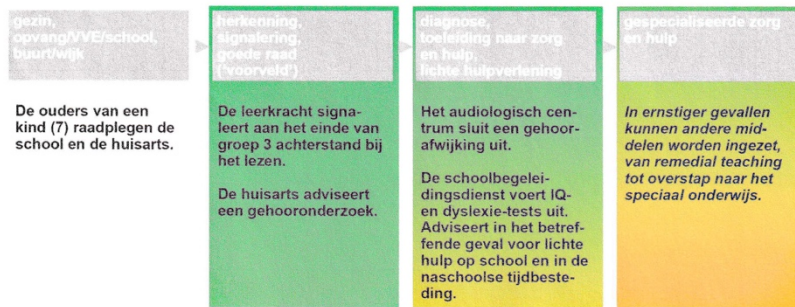 gezin,
opvang/VVE/school,
buurt/wijk
De ouders van een
kind (7) raadplegen de
school en de huisarts.
herkenning,
signalering,
goede raad
('voorveld')
De leerkracht signa-
leert aan het einde van
groep 3 achterstand bij
het lezen.
De huisarts adviseert
een gehooronderzoek.
diagnose,
toeleiding naar zorg
en hulp,
lichte hulpverlening
Het audiologisch cen-
trum sluit een gehoor-
afwijking uit.
De schoolbegelei-
dingsdienst voert IQ-
en dyslexie-tests uit.
Adviseert in het betref-
fende geval voor lichte
hulp op school en in de
naschoolse tijdbeste-
ding.
gespecialiseerde zorg
en hulp
In ernstiger gevallen
kunnen andere mid-
delen worden ingezet,
van remedial teaching
tot overstap naar het
speciaal onderwijs.